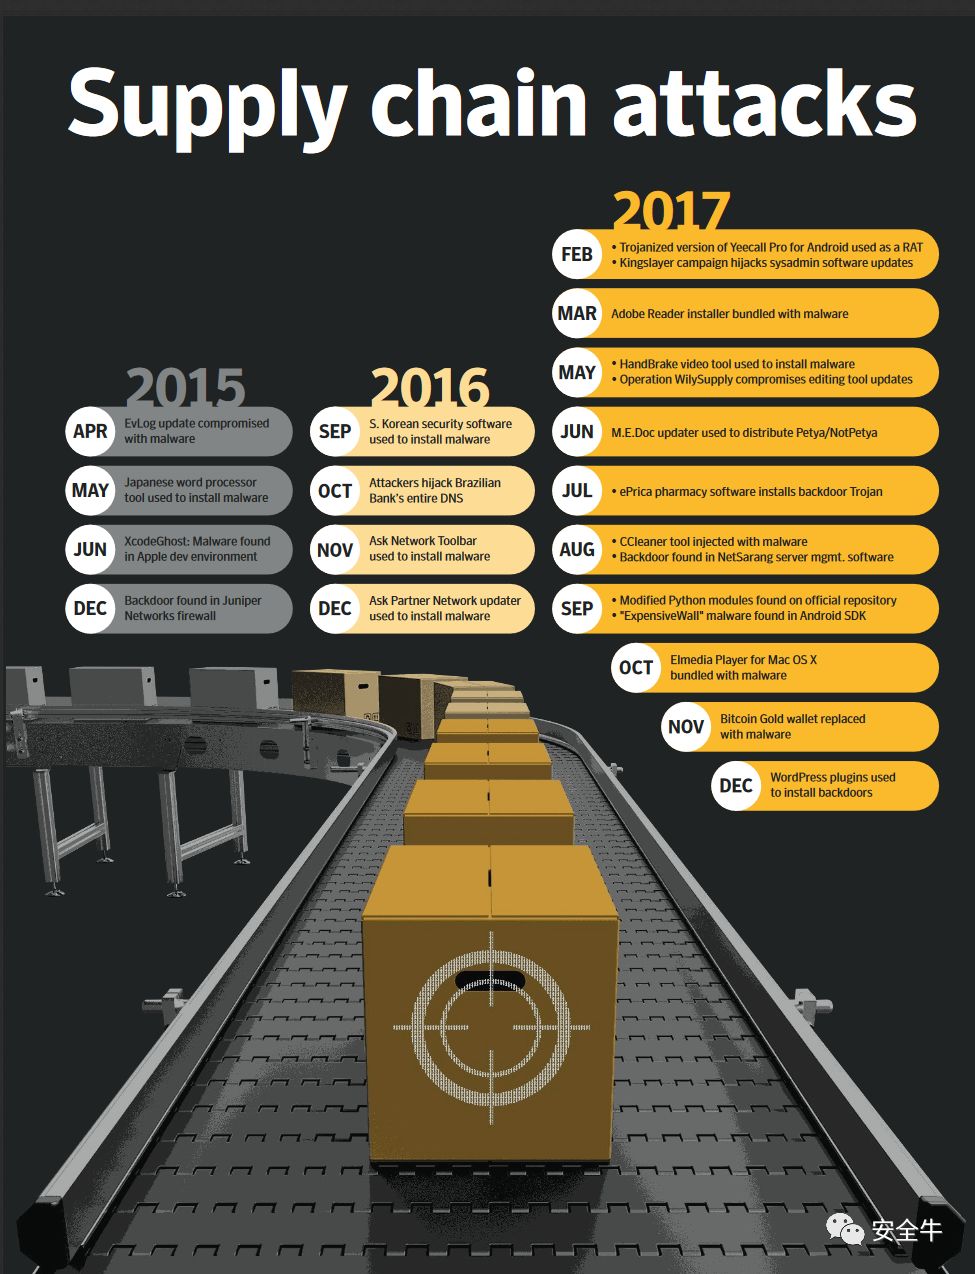 Supply chain attacks
2015
APR
EvLog update compromised
with malware
MAY
Japanese word processor
tool used to install malware
JUN
XcodeGhost: Malware found
in Apple dev environment
DEC
Backdoor found in Juniper
Networks firewall
2016
SEP
S. Korean security software
used to install malware
OCT
Attackers hijack Brazilian
Bank's entire DNS
NOV
Ask Network Toolbar
used to install malware
DEC
Ask Partner Network updater
used to install malware
2017
FEB
• Trojanized version of Yeecall Pro for Android used as a RAT
• Kingslayer campaign hijacks sysadmin software updates
MAR
Adobe Reader installer bundled with malware
MAY
• HandBrake video tool used to install malware
• Operation WilySupply compromises editing tool updates
JUN
M.E.Doc updater used to distribute Petya/NotPetya
JUL
• ePrica pharmacy software installs backdoor Trojan
AUG
• CCleaner tool injected with malware
• Backdoor found in NetSarang server mgmt. software
SEP
• Modified Python modules found on official repository
• "ExpensiveWall" malware found in Android SDK
OCT
Elmedia Player for Mac OS X
bundled with malware
NOV
Bitcoin Gold wallet replaced
with malware
DEC
WordPress plugins used
to install backdoors
安全牛